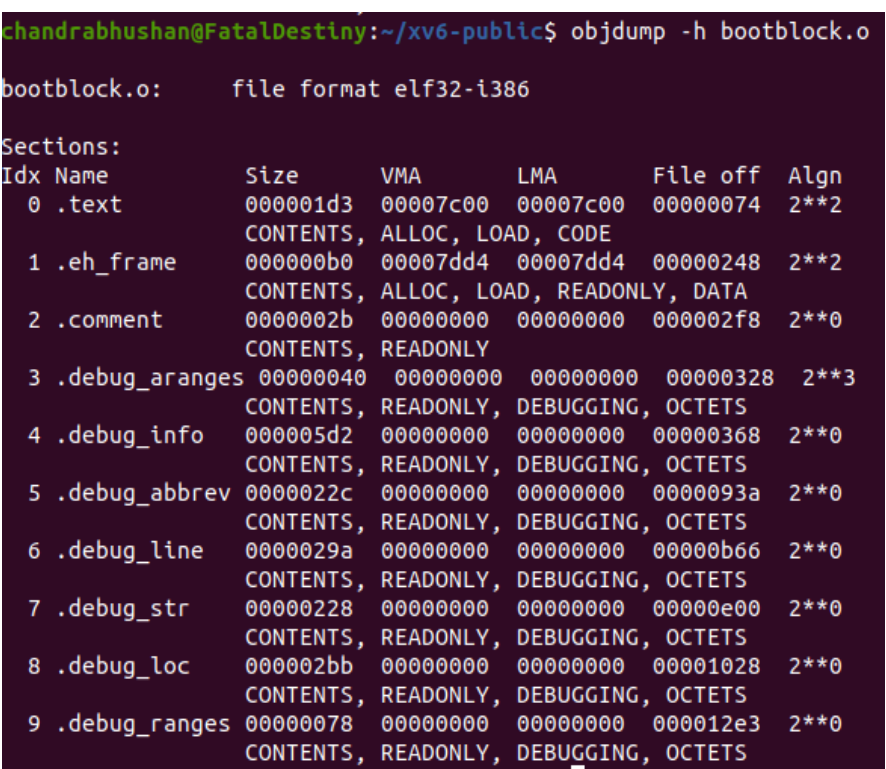 chandrabhushan@FatalDestiny:~/xv6-public$ objdump -h bootblock.o
bootblock.o:     file format elf32-i386
Sections:
Idx Name          Size      VMA       LMA       File off  Algn
  0 .text         000001d3  00007c00  00007c00  00000074  2**2
                  CONTENTS, ALLOC, LOAD, CODE
  1 .eh_frame     000000b0  00007dd4  00007dd4  00000248  2**2
                  CONTENTS, ALLOC, LOAD, READONLY, DATA
  2 .comment      0000002b  00000000  00000000  000002f8  2**0
                  CONTENTS, READONLY
  3 .debug_aranges 00000040  00000000  00000000  00000328  2**3
                  CONTENTS, READONLY, DEBUGGING, OCTETS
  4 .debug_info   000005d2  00000000  00000000  00000368  2**0
                  CONTENTS, READONLY, DEBUGGING, OCTETS
  5 .debug_abbrev 0000022c  00000000  00000000  0000093a  2**0
                  CONTENTS, READONLY, DEBUGGING, OCTETS
  6 .debug_line   0000029a  00000000  00000000  00000b66  2**0
                  CONTENTS, READONLY, DEBUGGING, OCTETS
  7 .debug_str    00000228  00000000  00000000  00000e00  2**0
                  CONTENTS, READONLY, DEBUGGING, OCTETS
  8 .debug_loc    000002bb  00000000  00000000  00001028  2**0
                  CONTENTS, READONLY, DEBUGGING, OCTETS
  9 .debug_ranges 00000078  00000000  00000000  000012e3  2**0
                  CONTENTS, READONLY, DEBUGGING, OCTETS